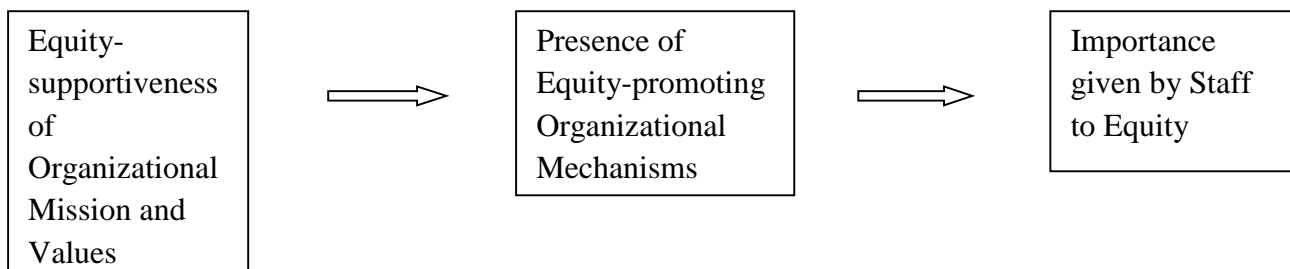 Equity-
supportiveness
of
Organizational
Mission and
Values
Presence of
Equity-promoting
Organizational
Mechanisms
Importance
given by Staff
to Equity